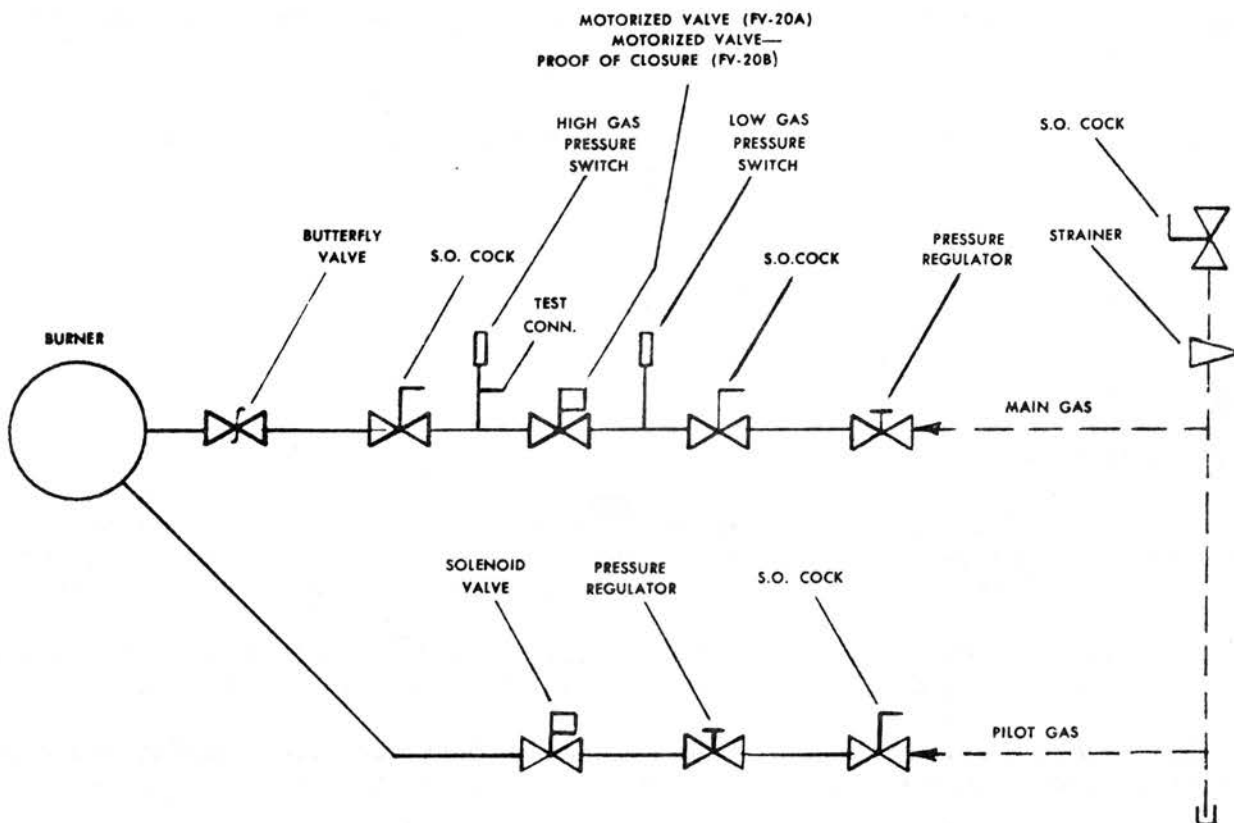 MOTORIZED VALVE (FV-20A)
MOTORIZED VALVE—
PROOF OF CLOSURE (FV-20B)
HIGH GAS
PRESSURE
SWITCH
LOW GAS
PRESSURE
SWITCH
S.O. COCK
BUTTERFLY
VALVE
S.O. COCK
TEST
CONN.
S.O.COCK
PRESSURE
REGULATOR
STRAINER
BURNER
MAIN GAS
SOLENOID
VALVE
PRESSURE
REGULATOR
S.O. COCK
PILOT GAS